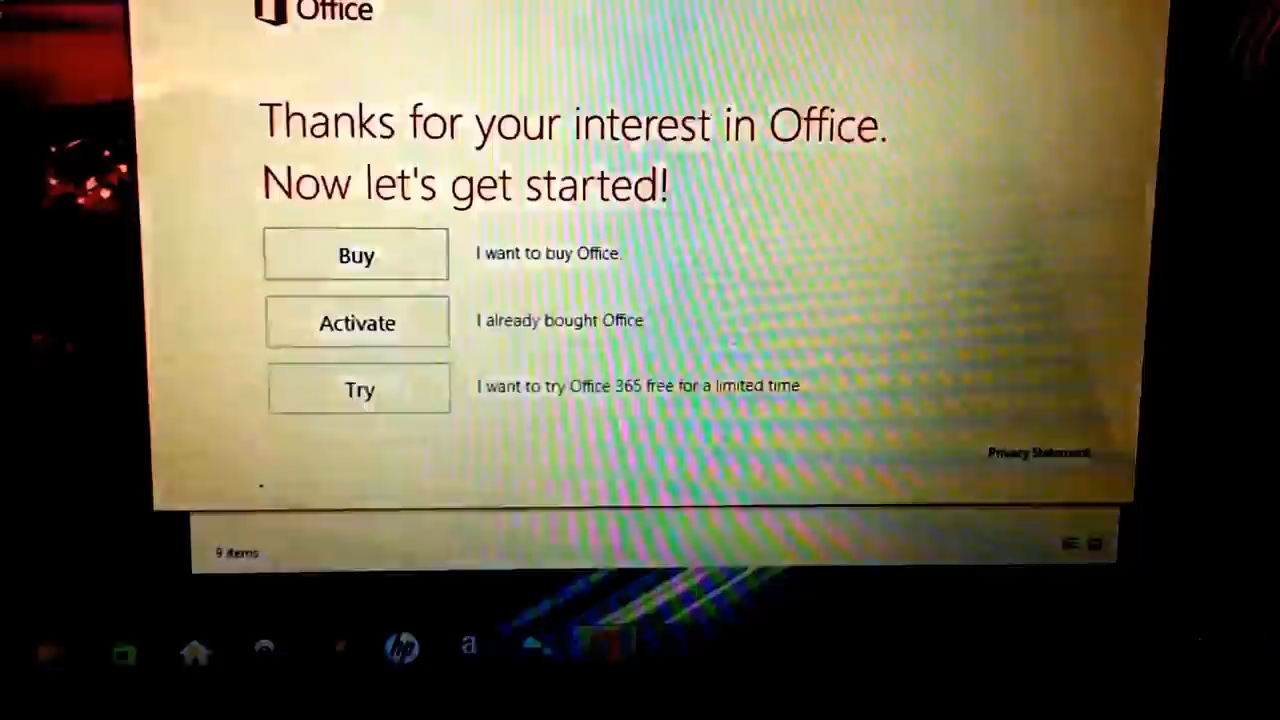 Office
Thanks for your interest in Office.
Now let's get started!
Buy
I want to buy Office.
Activate
I already bought Office
Try
I want to try Office 365 free for a limited time
Privacy Statement
9 items
hp
a